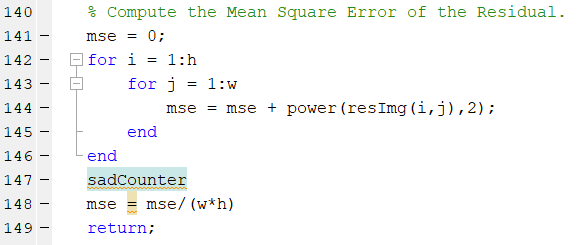 140 % Compute the Mean Square Error of the Residual.
141 - mse = 0;
142 - for i = 1:h
143 - for j = 1:w
144 - mse = mse + power(resImg(i,j),2);
145 - end
146 - end
147 - sadCounter
148 - mse = mse/(w*h)
149 - return;